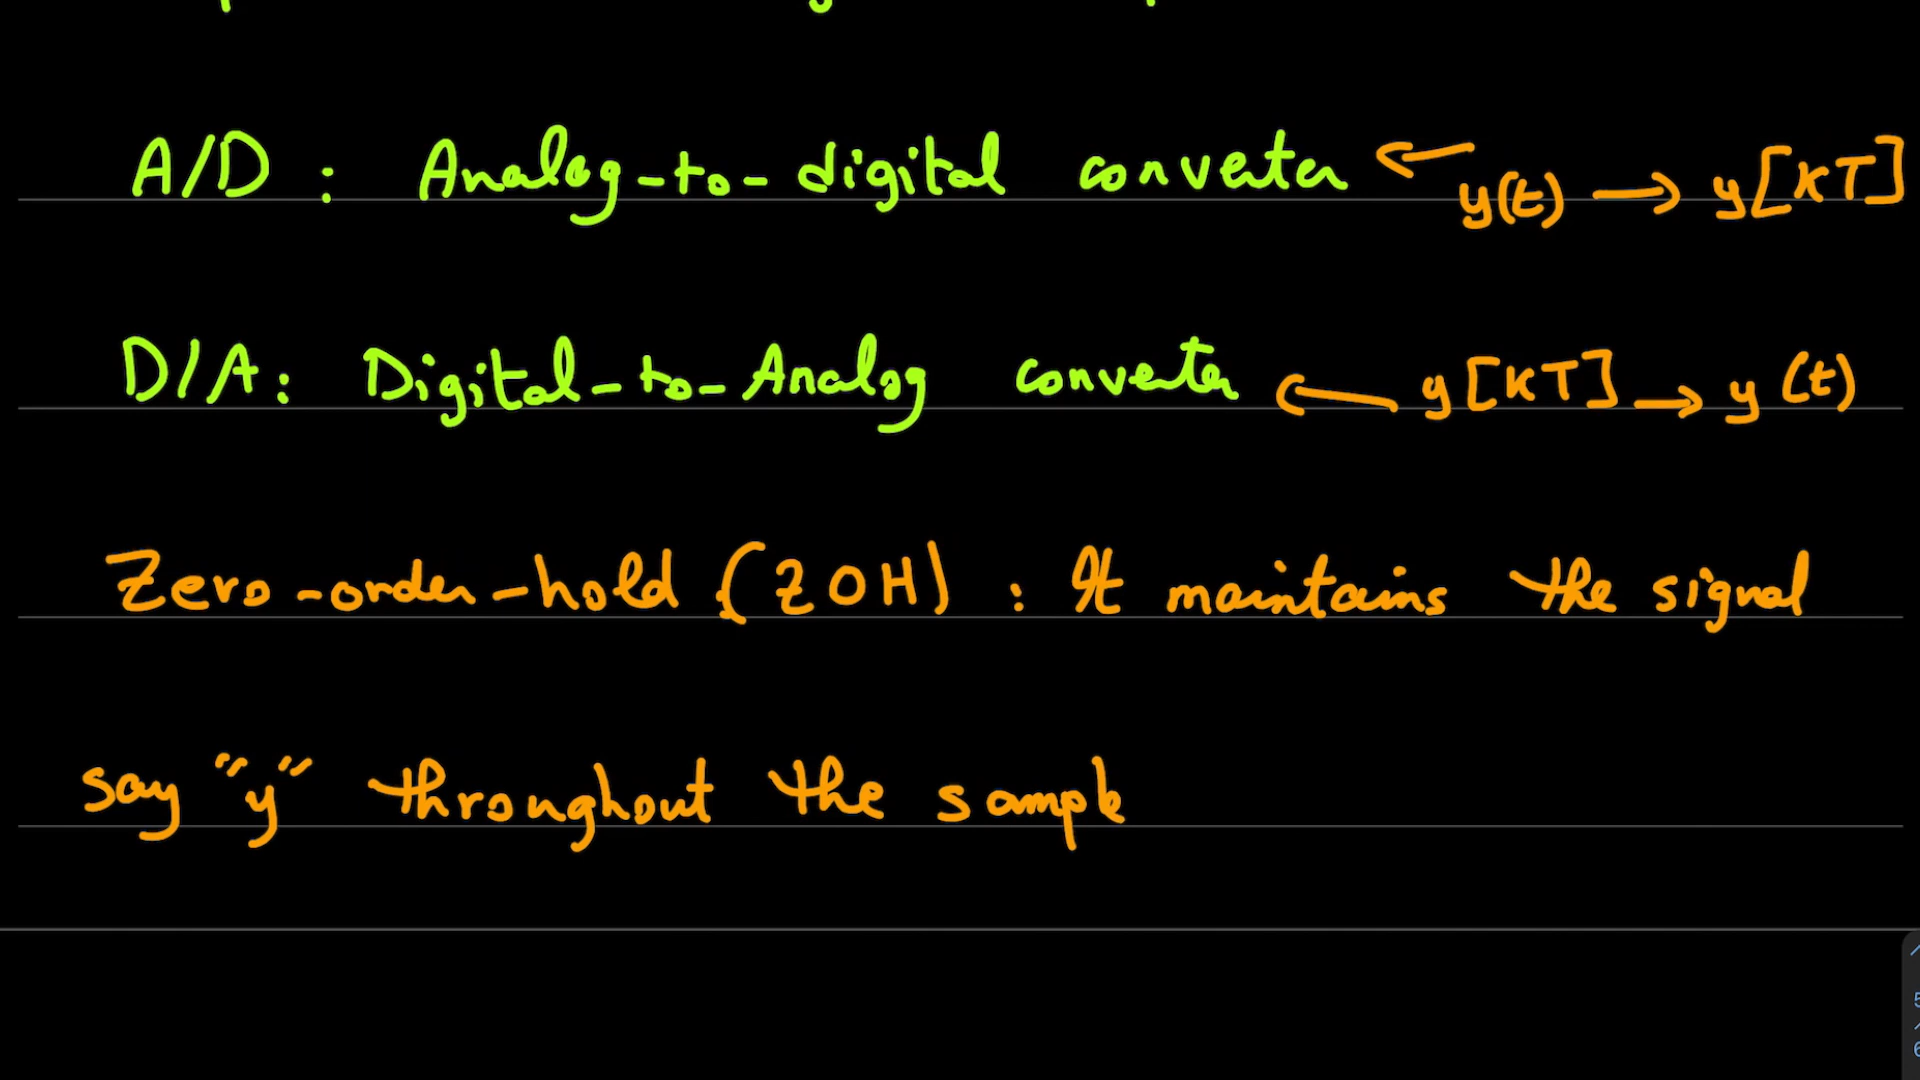 A/D : Analog-to-digital converter ← y(t) → y[KT]
D/A: Digital-to-Analog converter ← y[KT] → y(t)
Zero-order-hold (ZOH) : It maintains the signal
say "y" throughout the sample